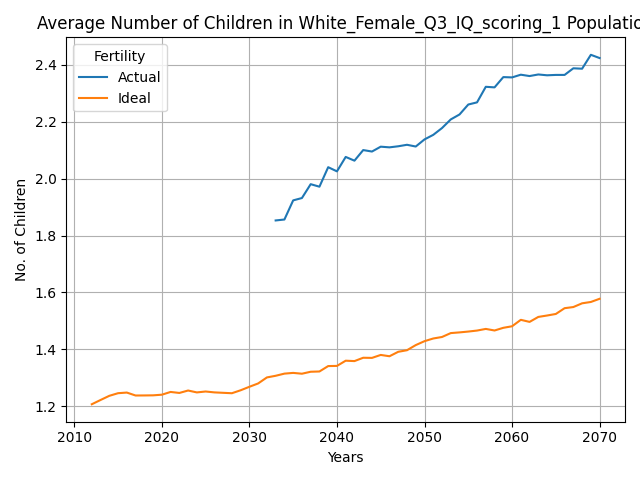 Average Number of Children in White_Female_Q3_IQ_scoring_1 Populatio
Fertility
Actual
Ideal
No. of Children
2.4
2.2
2.0
1.8
1.6
1.4
1.2
2010 2020 2030 2040 2050 2060 2070
Years